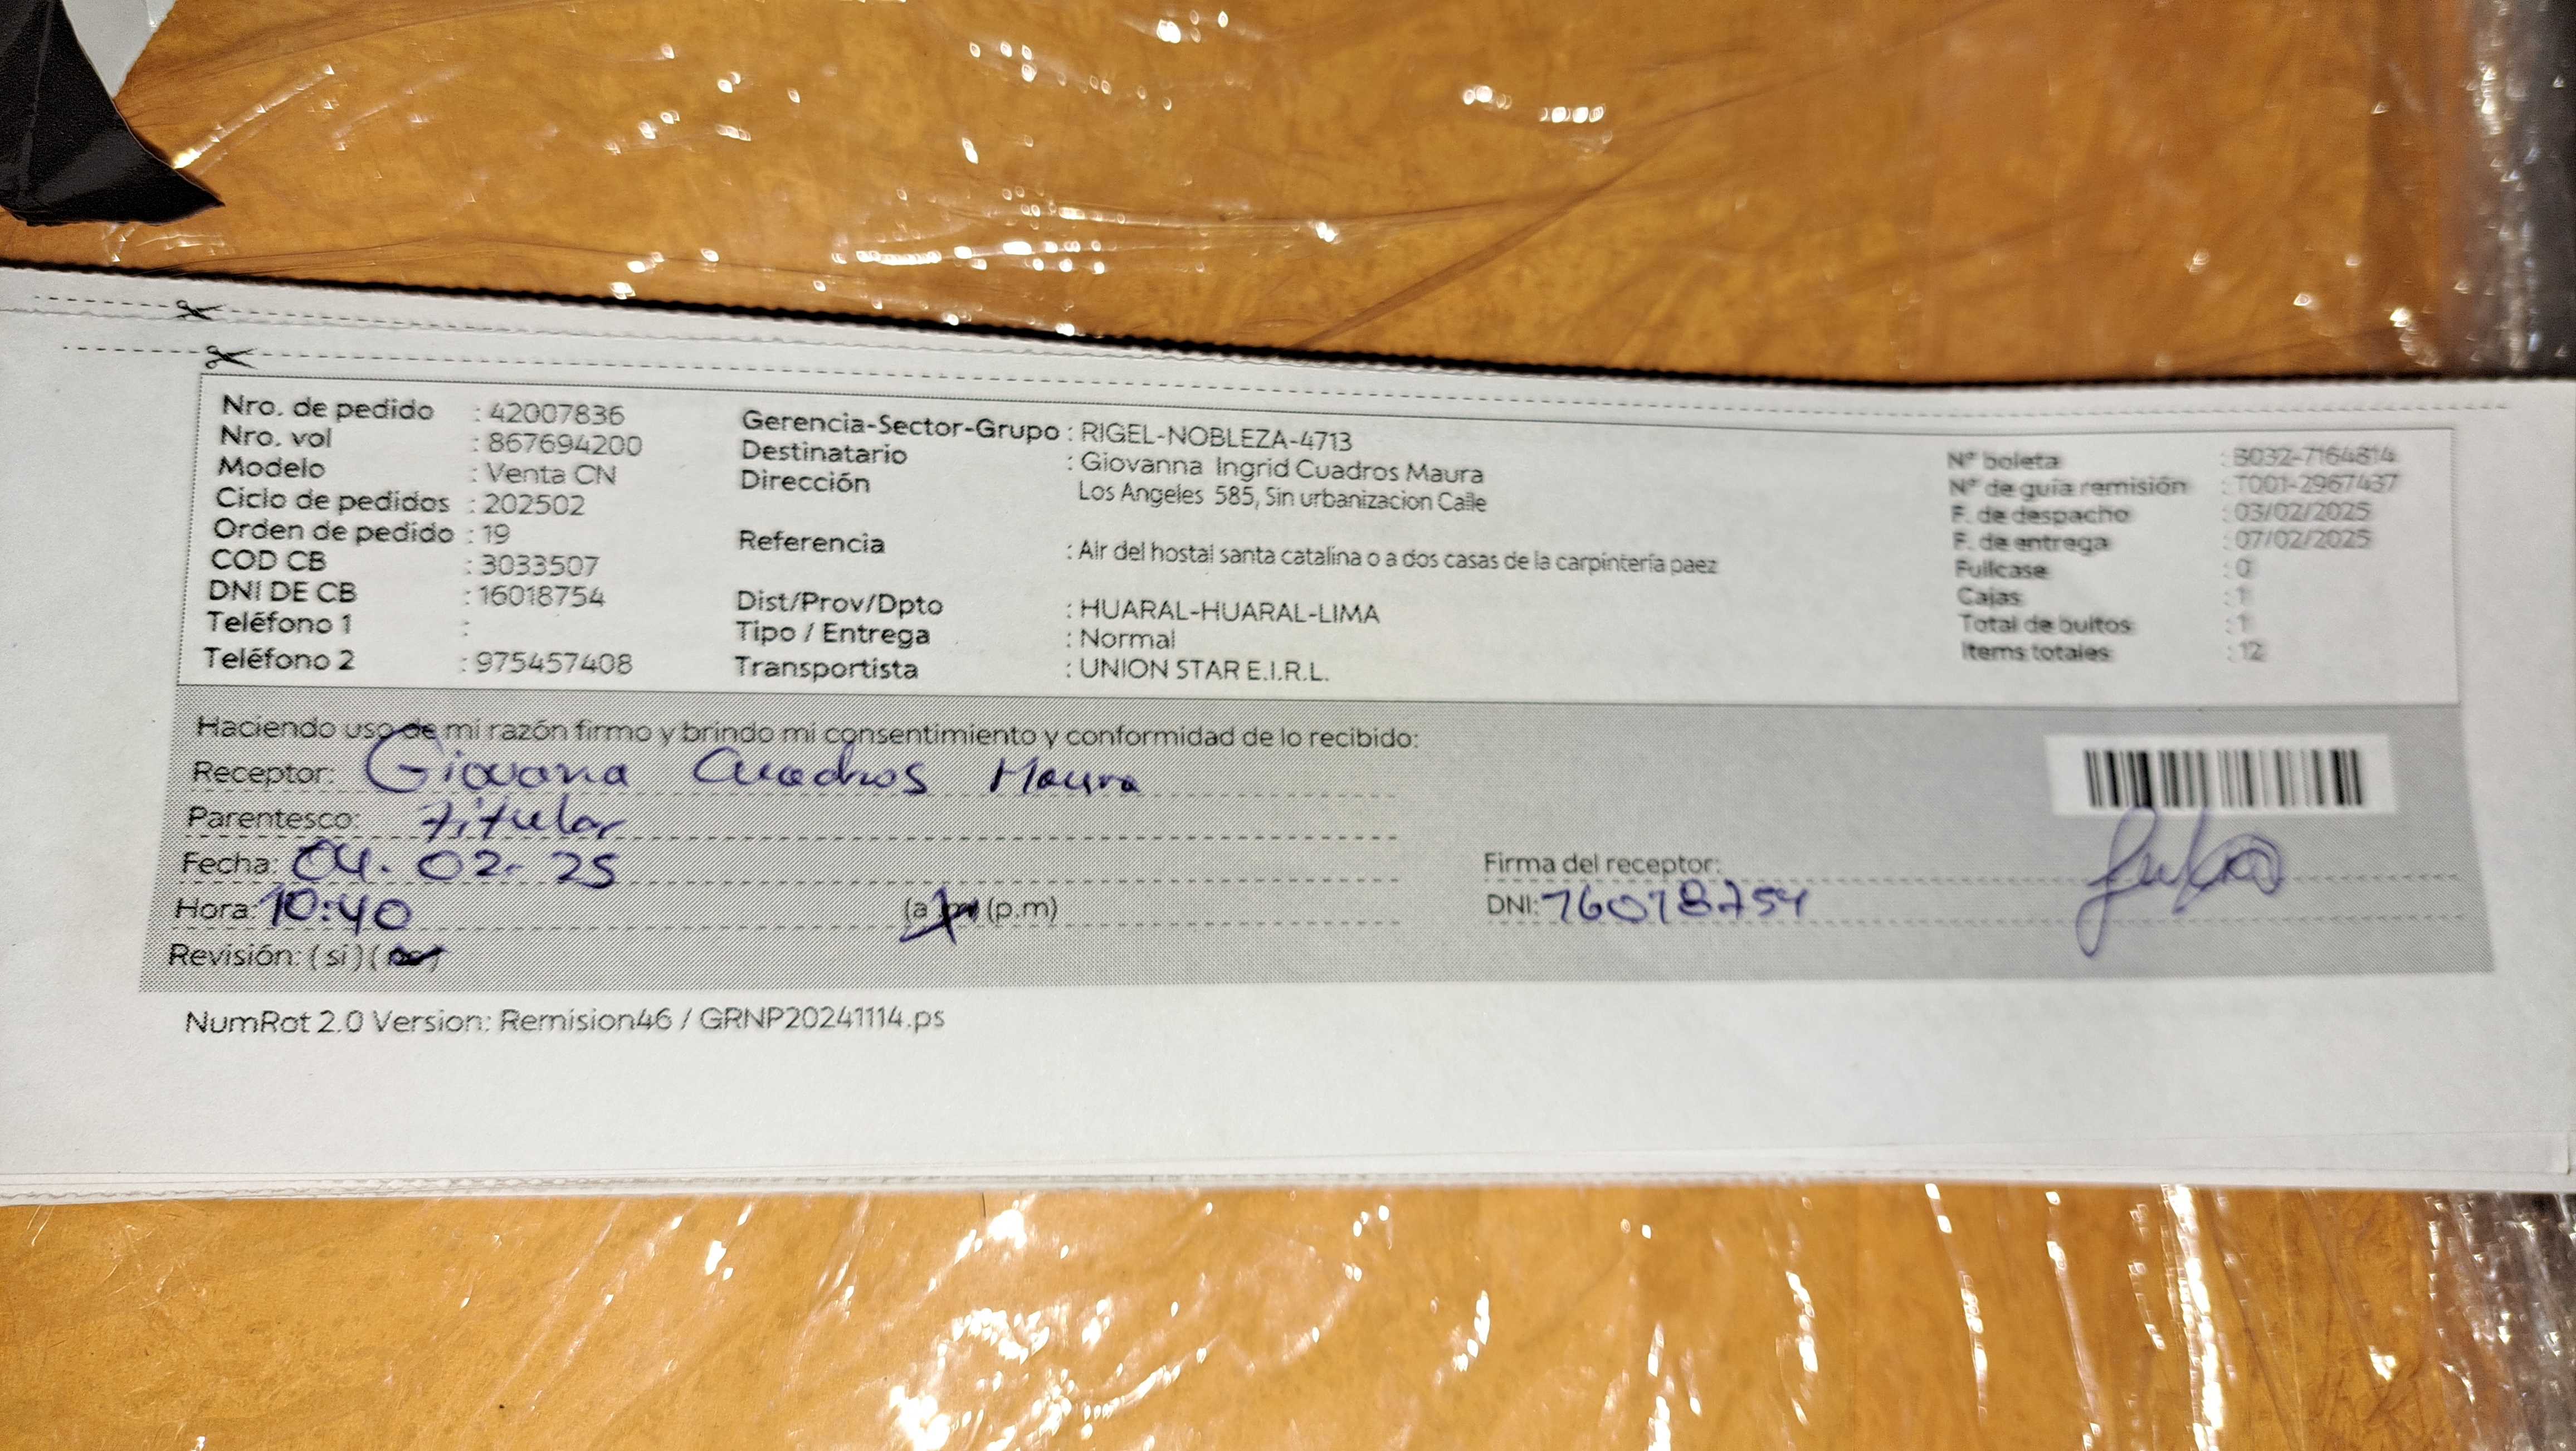 Nro. de pedido : 42007836
Nro. vol : 867694200
Modelo : Venta CN
Ciclo de pedidos : 202502
Orden de pedido : 19
COD CB : 3033507
DNI DE CB : 16018754
Teléfono 1 :
Teléfono 2 : 975457408
Gerencia-Sector-Grupo : RIGEL-NOBLEZA-4713
Destinatario : Giovanna Ingrid Cuadros Maura
Dirección Los Angeles 585, Sin urbanizacion Calle
Referencia : Air del hostal santa catalina o a dos casas de la carpintería paez
Dist/Prov/Dpto : HUARAL-HUARAL-LIMA
Tipo / Entrega : Normal
Transportista : UNION STAR E.I.R.L.
N° boleta : B032-7164814
N° de guía remisión : T001-2967437
F. de despacho : 03/02/2025
F. de entrega : 07/02/2025
Fullcase : 0
Cajas : 1
Total de bultos : 1
Items totales : 12
Haciendo uso de mi razón firmo y brindo mi consentimiento y conformidad de lo recibido:
Receptor: Giovana Cuadros Maura
Parentesco: titular
Fecha: 04. 02- 25
Hora: 10:40 (a.m) (p.m)
Revisión: (si) (no)
Firma del receptor:
DNI: 16018754
NumRot 2.0 Version: Remision46 / GRNP20241114.ps